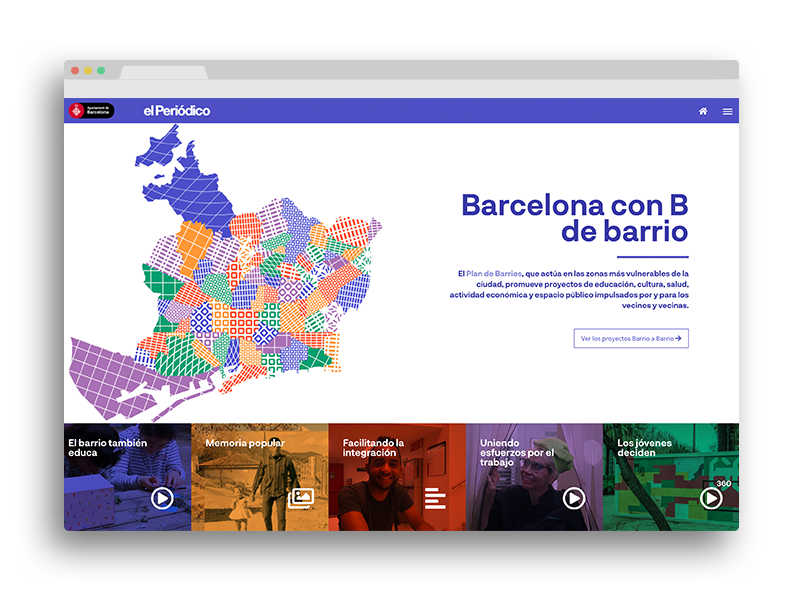 Ajuntament de
Barcelona
el Periódico
Barcelona con B
de barrio
El Plan de Barrios, que actúa en las zonas más vulnerables de la
ciudad, promueve proyectos de educación, cultura, salud,
actividad económica y espacio público impulsados por y para los
vecinos y vecinas.
Ver los proyectos Barrio a Barrio
El barrio también
educa
Memoria popular
Facilitando la
integración
Uniendo
esfuerzos por el
trabajo
Los jóvenes
deciden
360